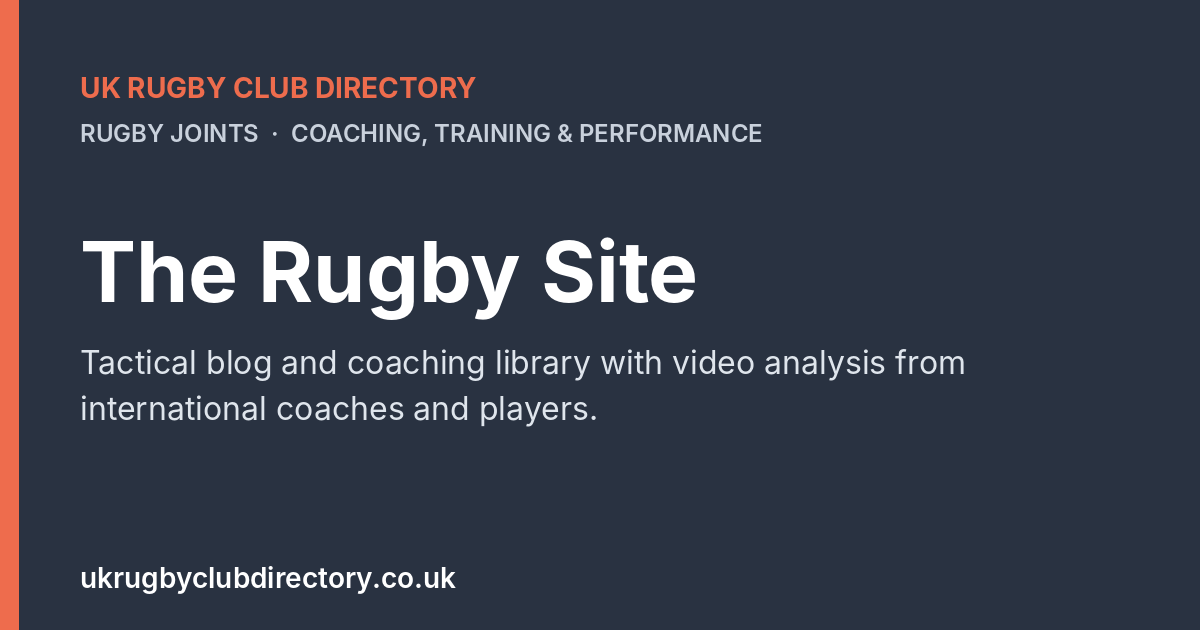 UK RUGBY CLUB DIRECTORY
RUGBY JOINTS · COACHING, TRAINING & PERFORMANCE
The Rugby Site
Tactical blog and coaching library with video analysis from
international coaches and players.
ukrugbyclubdirectory.co.uk